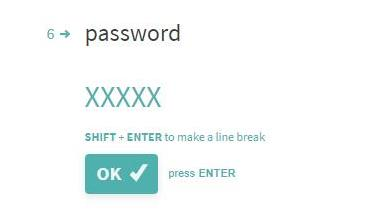 6 → password
XXXXX
SHIFT + ENTER to make a line break
OK ✔ press ENTER